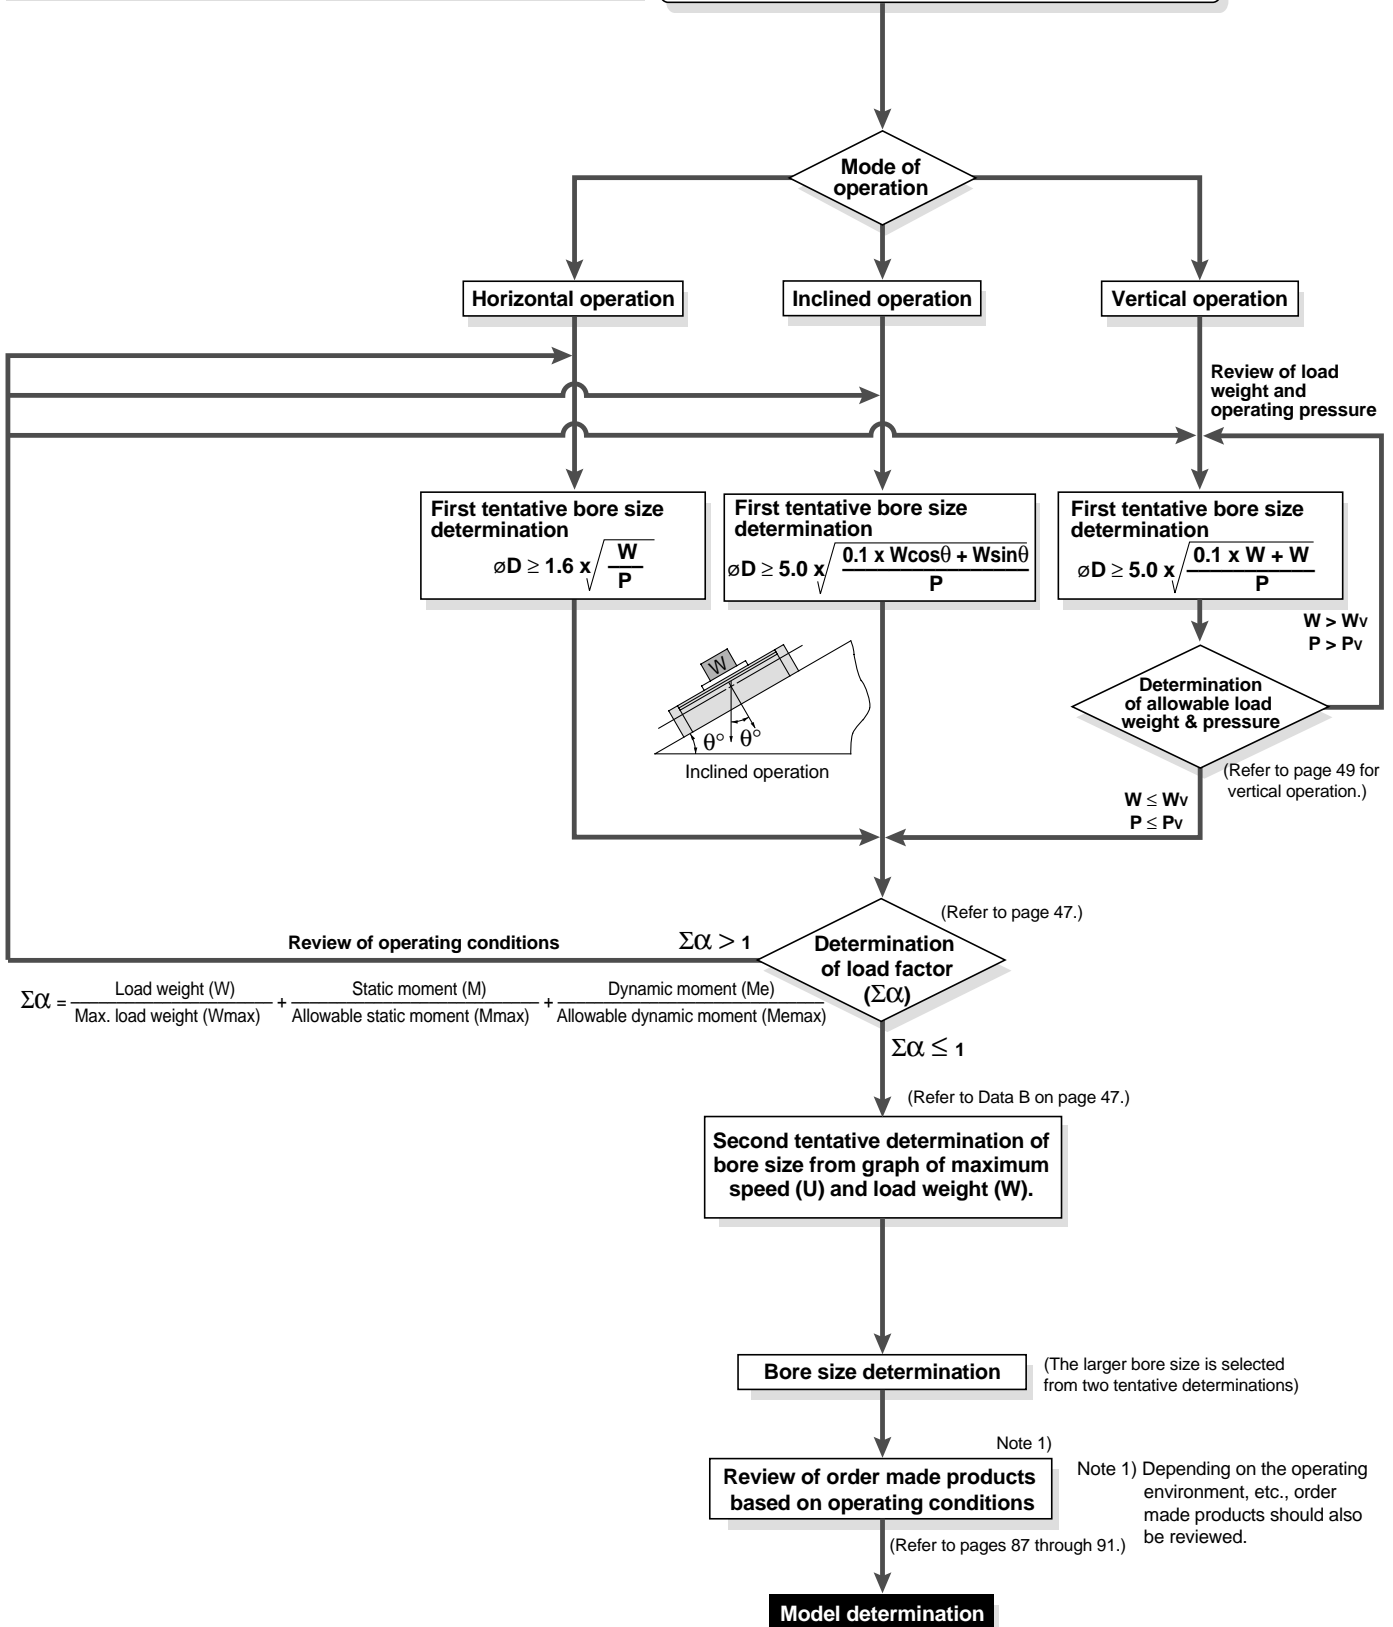 Mode of
operation
Horizontal operation
Inclined operation
Vertical operation
Review of load
weight and
operating pressure
First tentative bore size
determination
øD ≥ 1.6 x √(W / P)
First tentative bore size
determination
øD ≥ 5.0 x √((0.1 x Wcosθ + Wsinθ) / P)
First tentative bore size
determination
øD ≥ 5.0 x √((0.1 x W + W) / P)
W > Wv
P > Pv
W
θ° θ°
Inclined operation
Determination
of allowable load
weight & pressure
(Refer to page 49 for
vertical operation.)
W ≤ Wv
P ≤ Pv
(Refer to page 47.)
Review of operating conditions
Σα > 1
Determination
of load factor
(Σα)
Σα = Load weight (W) / Max. load weight (Wmax) + Static moment (M) / Allowable static moment (Mmax) + Dynamic moment (Me) / Allowable dynamic moment (Memax)
Σα ≤ 1
(Refer to Data B on page 47.)
Second tentative determination of
bore size from graph of maximum
speed (U) and load weight (W).
Bore size determination
(The larger bore size is selected
from two tentative determinations)
Note 1)
Review of order made products
based on operating conditions
Note 1) Depending on the operating
environment, etc., order
made products should also
be reviewed.
(Refer to pages 87 through 91.)
Model determination